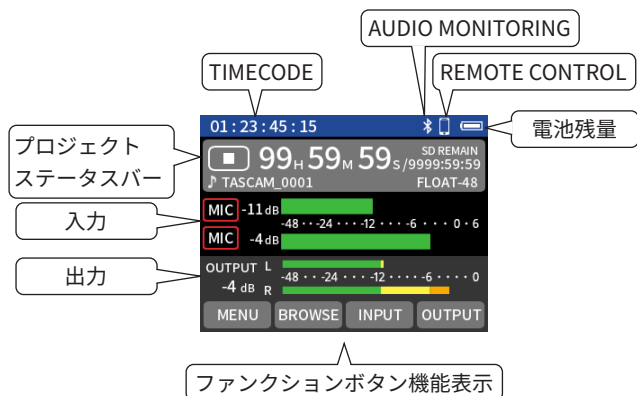 AUDIO MONITORING
TIMECODE
REMOTE CONTROL
01:23:45:15
電池残量
プロジェクト
ステータスバー
99H59M59S/9999:59:59
SD REMAIN
TASCAM_0001
FLOAT-48
入力
MIC -11dB
-48・・-24・・・・-12・・・・-6・・・・0・6
MIC -4dB
出力
OUTPUT L
-48・・-24・・・・-12・・・・-6・・・・0
-4 dB R
MENU BROWSE INPUT OUTPUT
ファンクションボタン機能表示